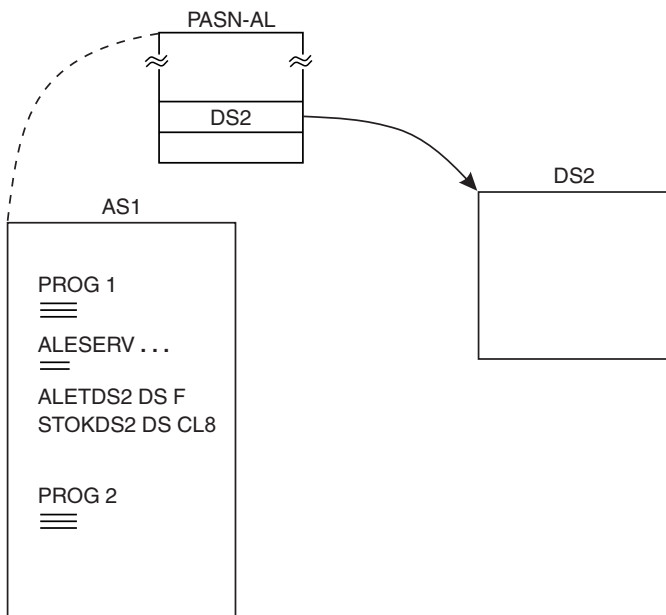 PASN-AL
DS2
DS2
AS1
PROG 1
ALESERV . . .
ALETDS2 DS F
STOKDS2 DS CL8
PROG 2